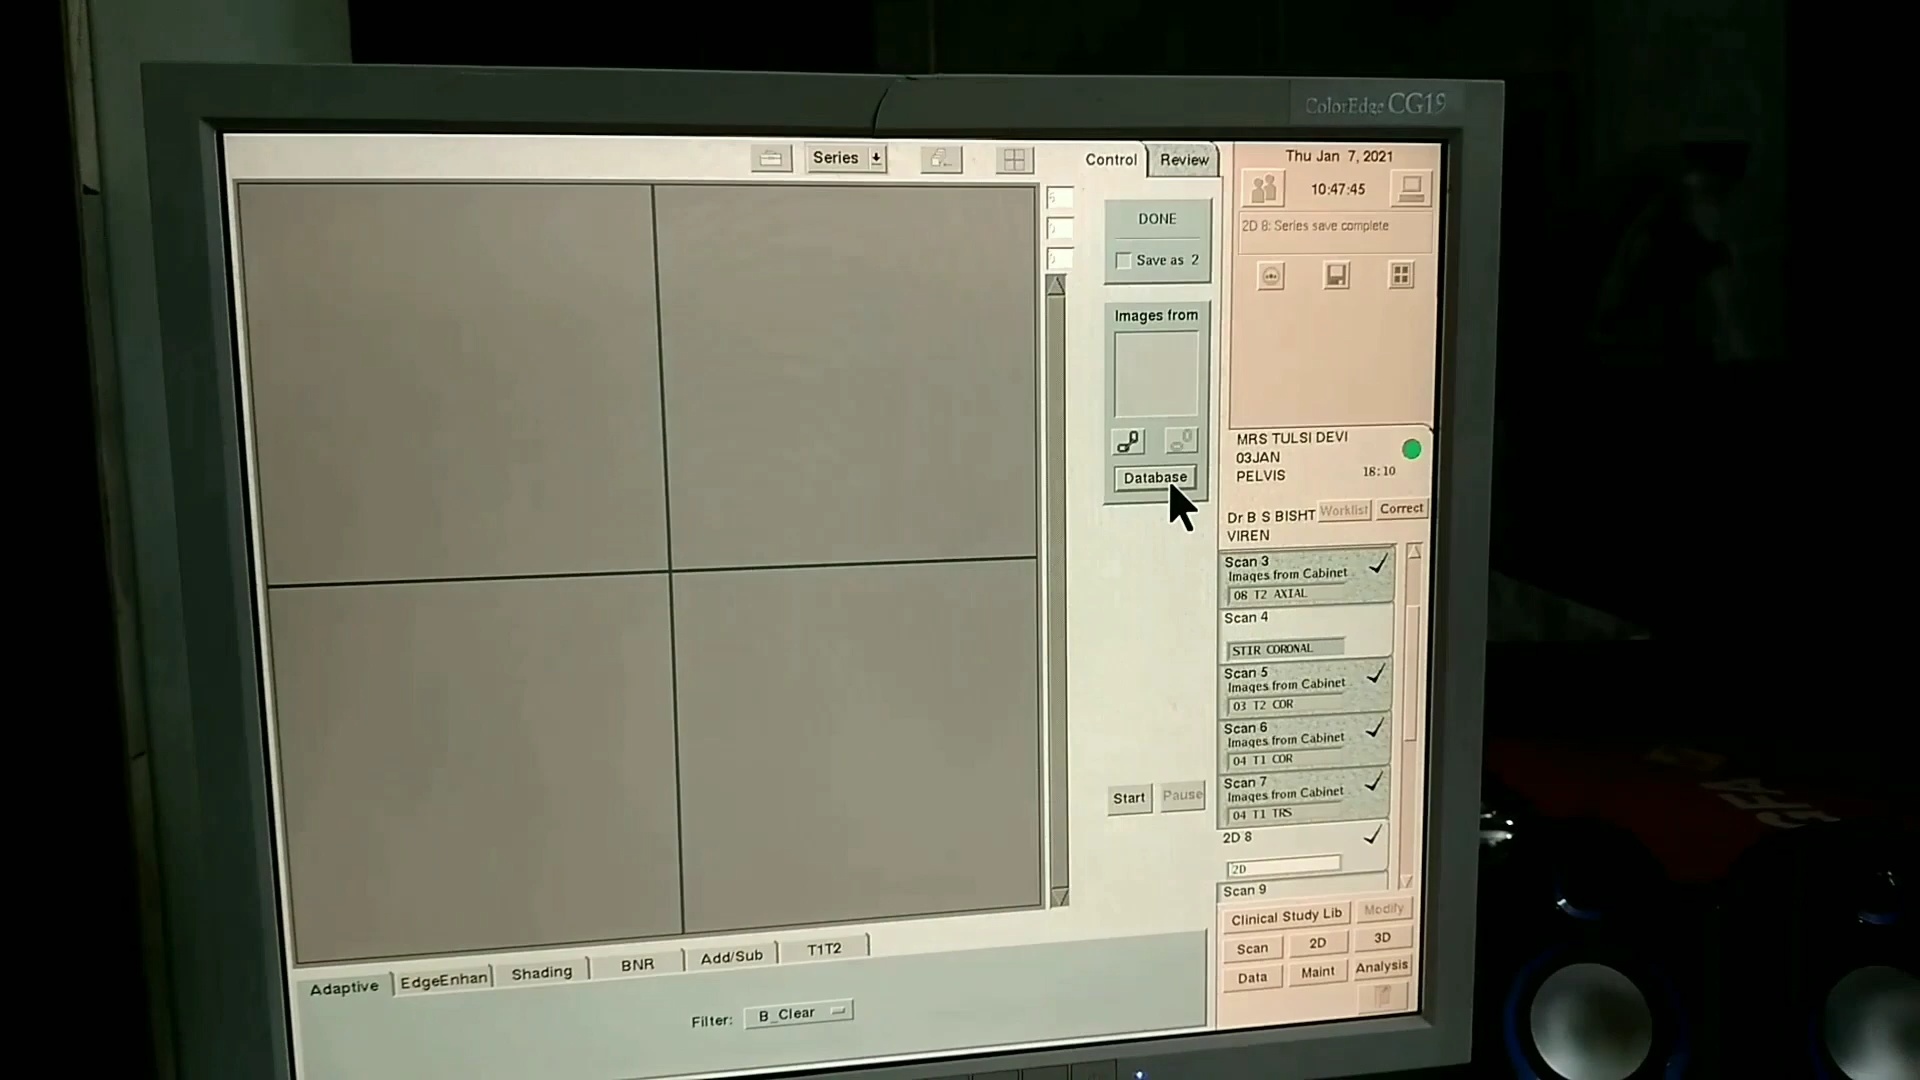 ColorEdge CG19
Series
Control
Review
Thu Jan 7, 2021
10:47:45
2D 8: Series save complete
DONE
Save as 2
Images from
Database
MRS TULSI DEVI
03JAN
PELVIS
18:10
Dr B S BISHT
Worklist
Correct
VIREN
Scan 3
Images from Cabinet
08 T2 AXIAL
Scan 4
STIR CORONAL
Scan 5
Images from Cabinet
03 T2 COR
Scan 6
Images from Cabinet
04 T1 COR
Scan 7
Images from Cabinet
04 T1 TRS
2D 8
2D
Scan 9
Start
Pause
Clinical Study Lib
Modify
Scan
2D
3D
Data
Maint
Analysis
Adaptive
EdgeEnhan
Shading
BNR
Add/Sub
T1T2
Filter:
B_Clear